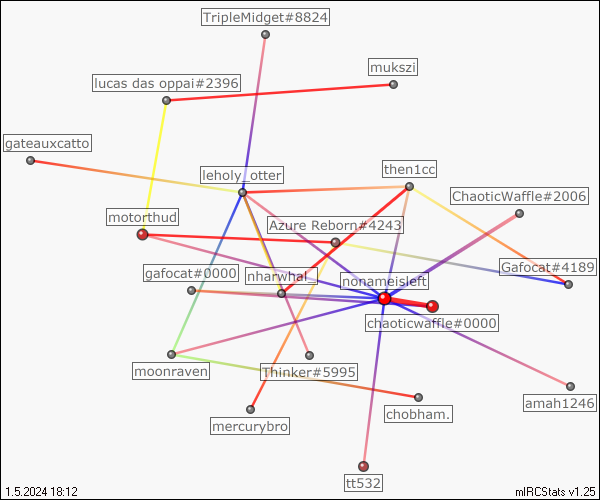 TripleMidget#8824
mukszi
lucas das oppai#2396
gateauxcatto
then1cc
leholy_otter
ChaoticWaffle#2006
motorthud
Azure Reborn#4243
Gafocat#4189
gafocat#0000
nharwhal_
nonameisleft
chaoticwaffle#0000
moonraven
Thinker#5995
amah1246
chobham.
mercurybro
tt532
1.5.2024 18:12
mIRCStats v1.25